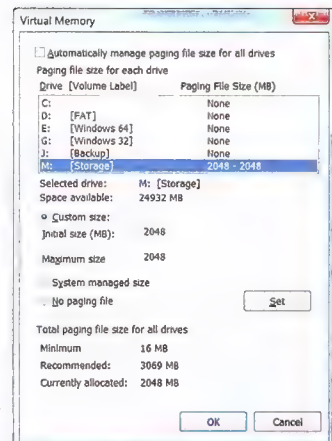 Virtual Memory
Automatically manage paging file size for all drives
Paging file size for each drive
Drive [Volume Label] Paging File Size (MB)
C: None
D: [FAT] None
E: [Windows 64] None
G: [Windows 32] None
J: [Backup] None
M: [Storage] 2048 - 2048
Selected drive: M: [Storage]
Space available: 24932 MB
Custom size:
Initial size (MB): 2048
Maximum size 2048
System managed size
No paging file Set
Total paging file size for all drives
Minimum 16 MB
Recommended: 3069 MB
Currently allocated: 2048 MB
OK Cancel